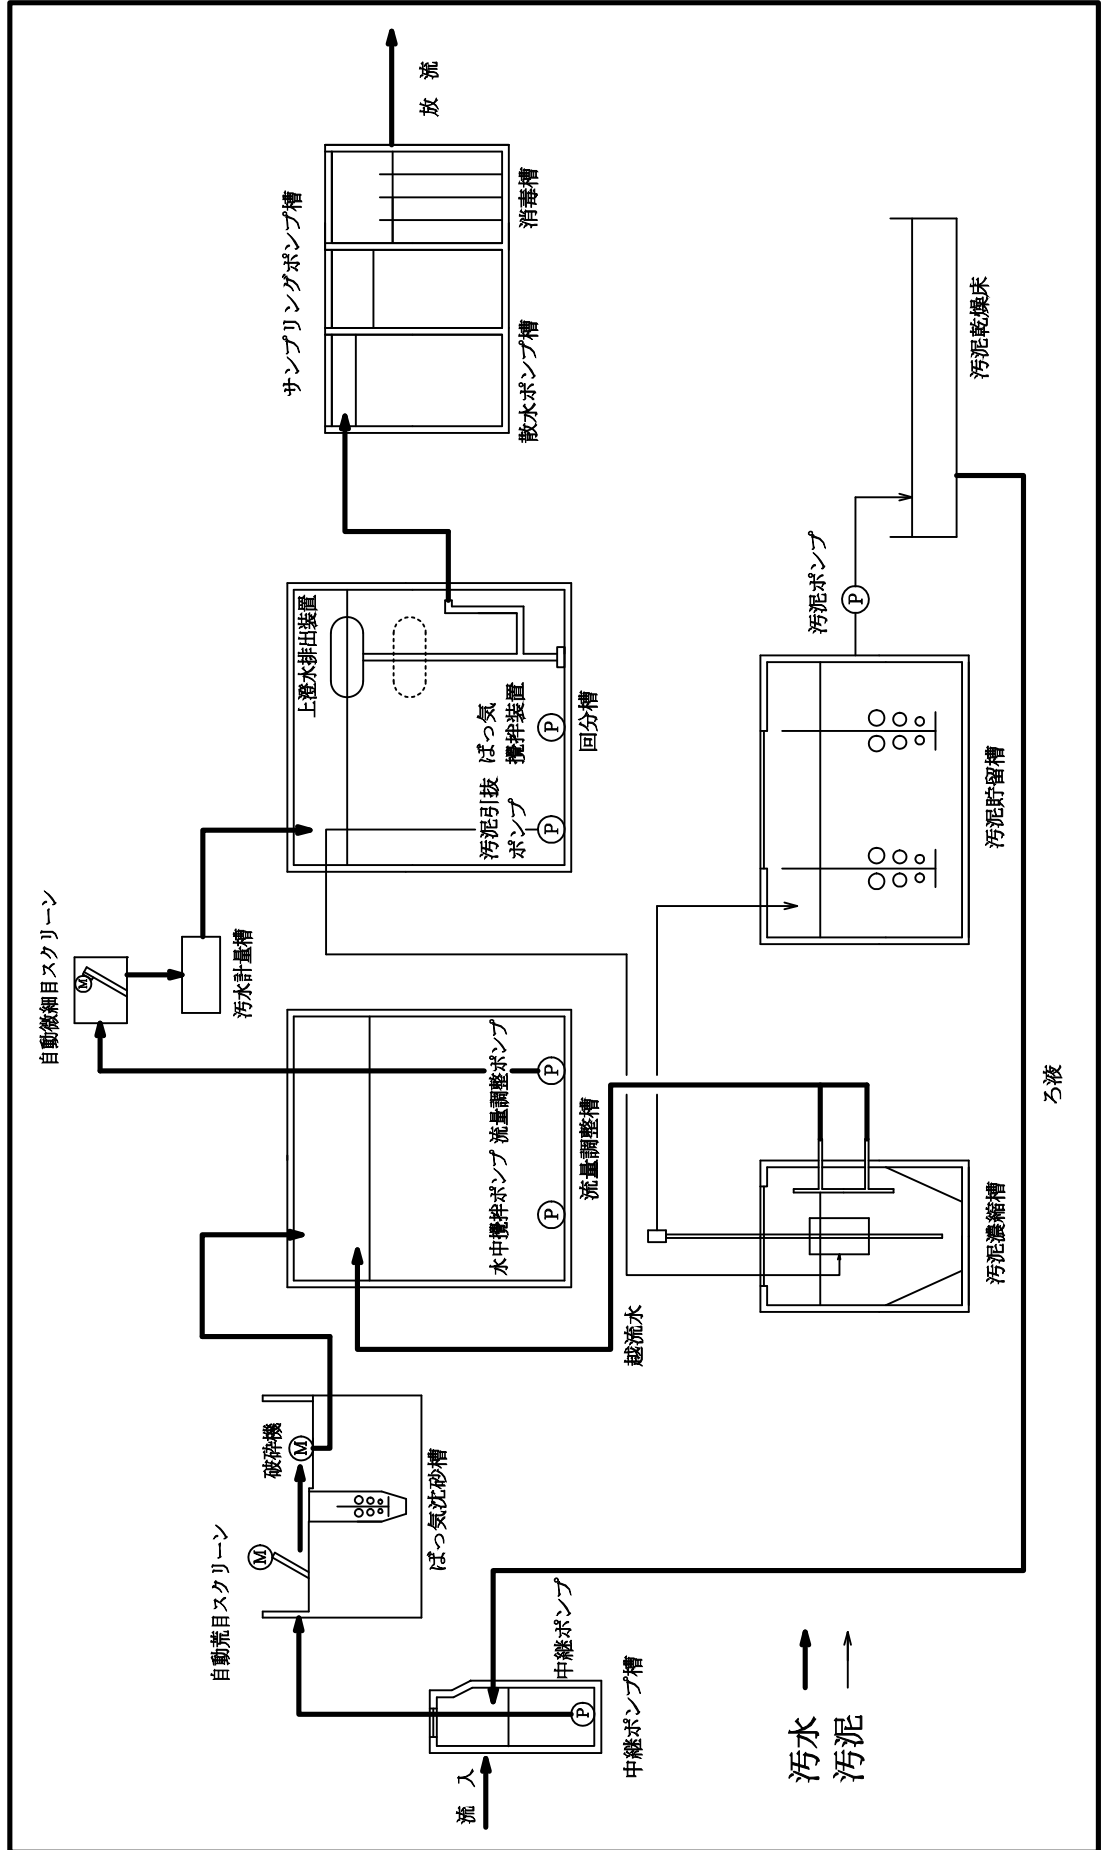 流 入
中継ポンプ槽
中継ポンプ
P
自動荒目スクリーン
M
破砕機
M
ばっ気沈砂槽
水中攪拌ポンプ
P
流量調整ポンプ
P
流量調整槽
自動微細目スクリーン
M
汚水計量槽
上澄水排出装置
汚泥引抜
ポンプ
P
ばっ気
攪拌装置
P
回分槽
サンプリングポンプ槽
散水ポンプ槽
消毒槽
放 流
越流水
汚泥濃縮槽
汚泥貯留槽
汚泥ポンプ
P
汚泥乾燥床
ろ液
汚水
汚泥